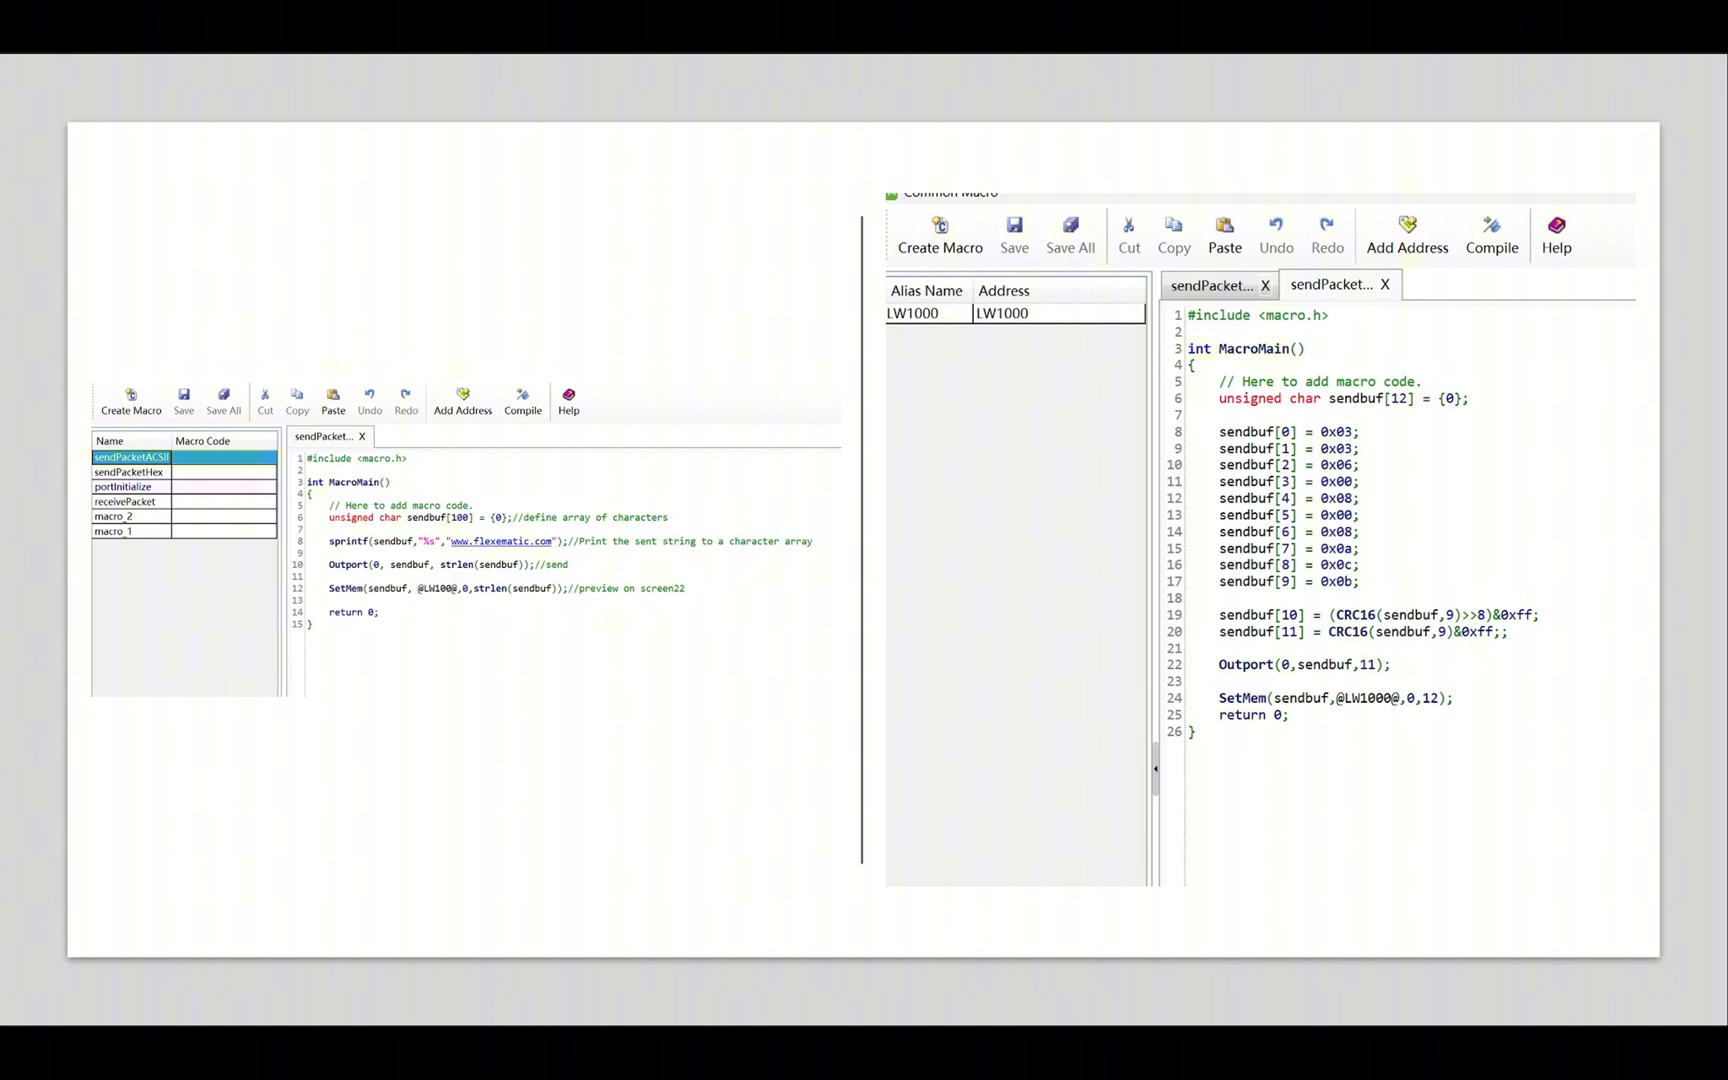 Create Macro Save Save All Cut Copy Paste Undo Redo Add Address Compile Help
Name Macro Code
sendPacketACSII
sendPacketHex
portInitialize
receivePacket
macro_2
macro_1
sendPacket... X
1 #include <macro.h>
2
3 int MacroMain()
4 {
5 // Here to add macro code.
6 unsigned char sendbuf[100] = {0};//define array of characters
7
8 sprintf(sendbuf,"%s","www.flexematic.com");//Print the sent string to a character array
9
10 Outport(0, sendbuf, strlen(sendbuf));//send
11
12 SetMem(sendbuf, @LW100@,0,strlen(sendbuf));//preview on screen22
13
14 return 0;
15 }
Common Macro
Create Macro Save Save All Cut Copy Paste Undo Redo Add Address Compile Help
Alias Name Address
LW1000 LW1000
sendPacket... X sendPacket... X
1 #include <macro.h>
2
3 int MacroMain()
4 {
5 // Here to add macro code.
6 unsigned char sendbuf[12] = {0};
7
8 sendbuf[0] = 0x03;
9 sendbuf[1] = 0x03;
10 sendbuf[2] = 0x06;
11 sendbuf[3] = 0x00;
12 sendbuf[4] = 0x08;
13 sendbuf[5] = 0x00;
14 sendbuf[6] = 0x08;
15 sendbuf[7] = 0x0a;
16 sendbuf[8] = 0x0c;
17 sendbuf[9] = 0x0b;
18
19 sendbuf[10] = (CRC16(sendbuf,9)>>8)&0xff;
20 sendbuf[11] = CRC16(sendbuf,9)&0xff;;
21
22 Outport(0,sendbuf,11);
23
24 SetMem(sendbuf,@LW1000@,0,12);
25 return 0;
26 }